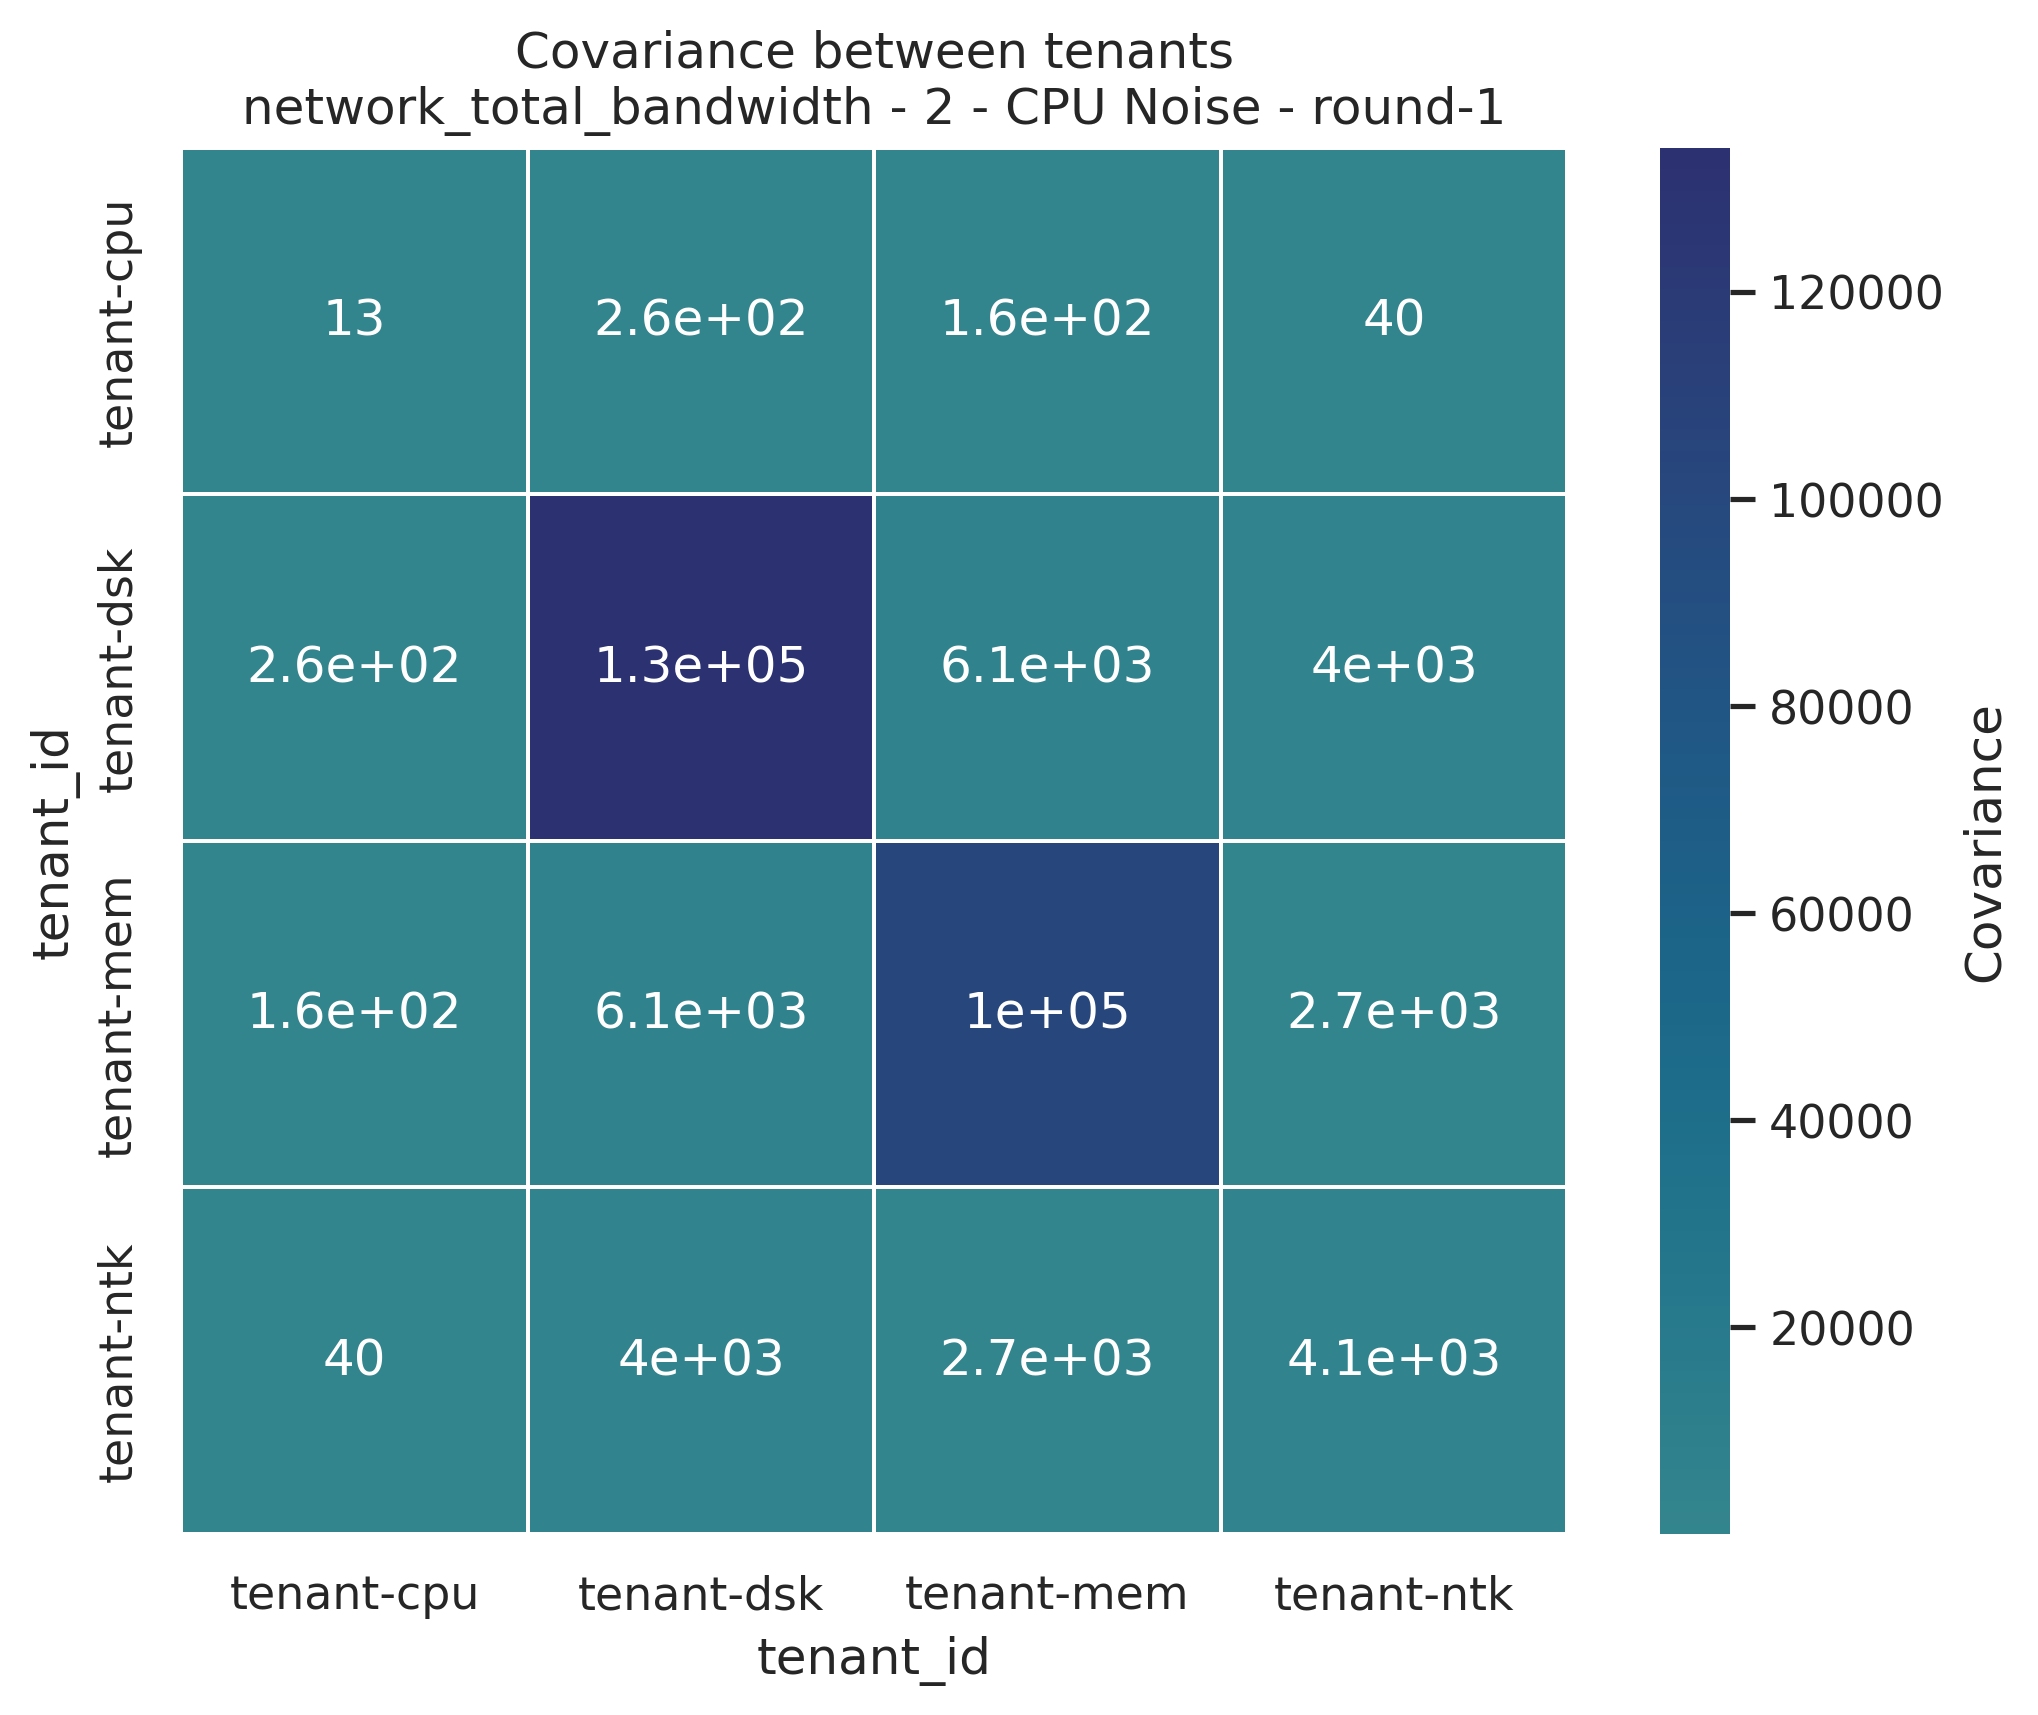 Covariance between tenants
network_total_bandwidth - 2 - CPU Noise - round-1
tenant_id
tenant-cpu
13 2.6e+02 1.6e+02 40
tenant-dsk
2.6e+02 1.3e+05 6.1e+03 4e+03
tenant-mem
1.6e+02 6.1e+03 1e+05 2.7e+03
tenant-ntk
40 4e+03 2.7e+03 4.1e+03
tenant-cpu tenant-dsk tenant-mem tenant-ntk
tenant_id
120000
100000
80000
60000
40000
20000
Covariance